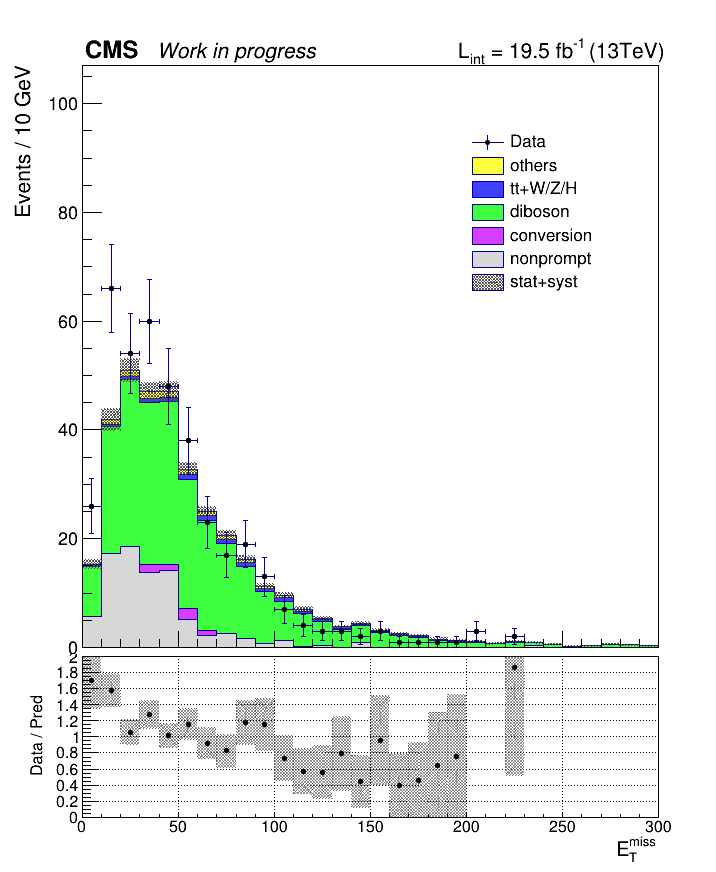 CMS Work in progress L_int = 19.5 fb^-1 (13TeV)
Events / 10 GeV
100
80
60
40
20
0
Data
others
tt+W/Z/H
diboson
conversion
nonprompt
stat+syst
Data / Pred
2
1.8
1.6
1.4
1.2
1
0.8
0.6
0.4
0.2
0
0 50 100 150 200 250 300
E_T^miss